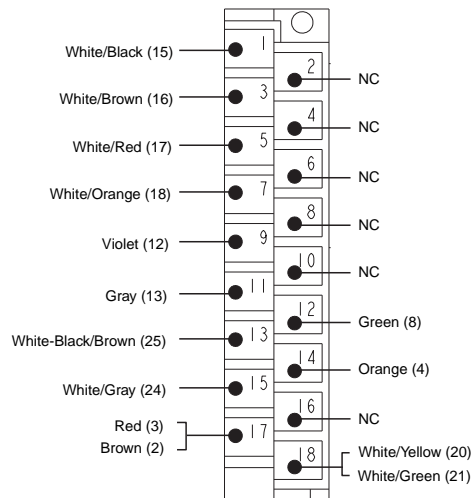 1
White/Black (15)
2
NC
3
White/Brown (16)
4
NC
5
White/Red (17)
6
NC
7
White/Orange (18)
8
NC
9
Violet (12)
10
NC
11
Gray (13)
12
Green (8)
13
White-Black/Brown (25)
14
Orange (4)
15
White/Gray (24)
16
NC
17
Red (3)
Brown (2)
18
White/Yellow (20)
White/Green (21)